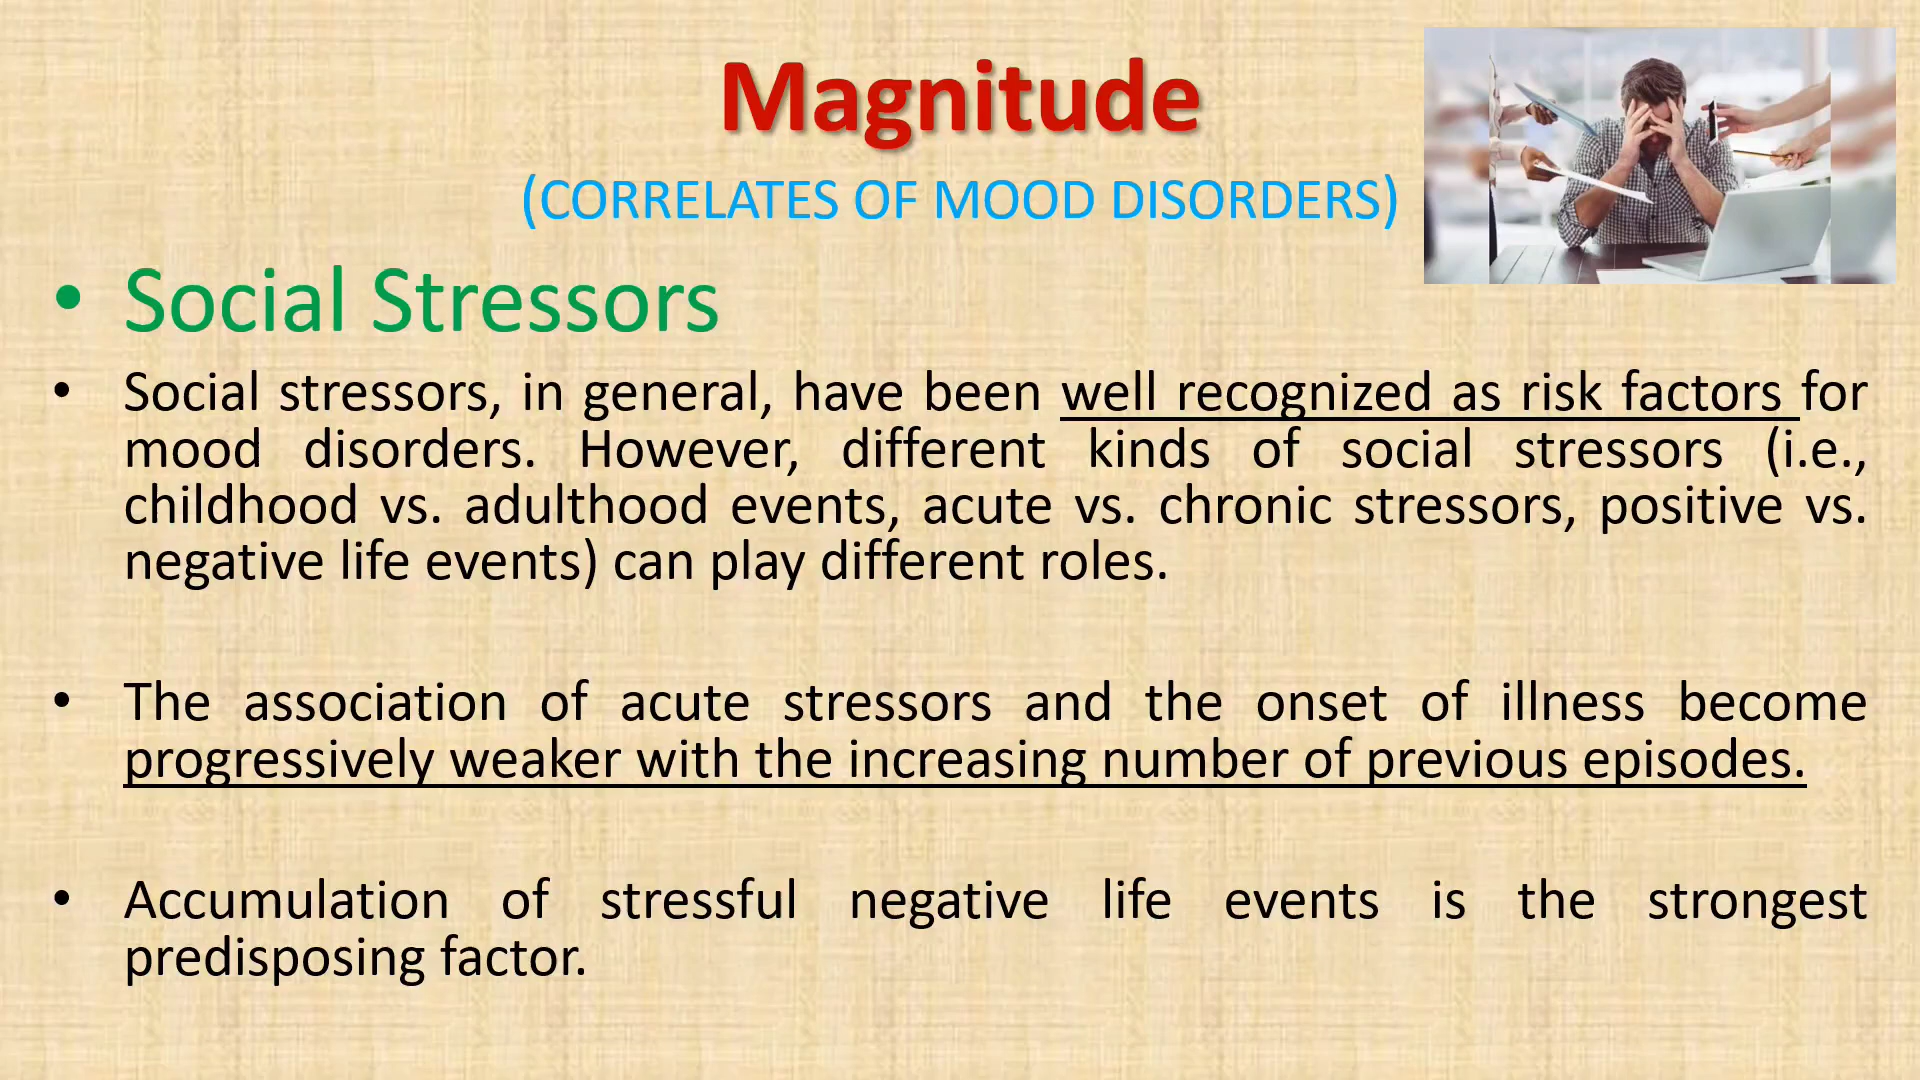 Magnitude
(CORRELATES OF MOOD DISORDERS)
• Social Stressors
• Social stressors, in general, have been well recognized as risk factors for
mood disorders. However, different kinds of social stressors (i.e.,
childhood vs. adulthood events, acute vs. chronic stressors, positive vs.
negative life events) can play different roles.
• The association of acute stressors and the onset of illness become
progressively weaker with the increasing number of previous episodes.
• Accumulation of stressful negative life events is the strongest
predisposing factor.